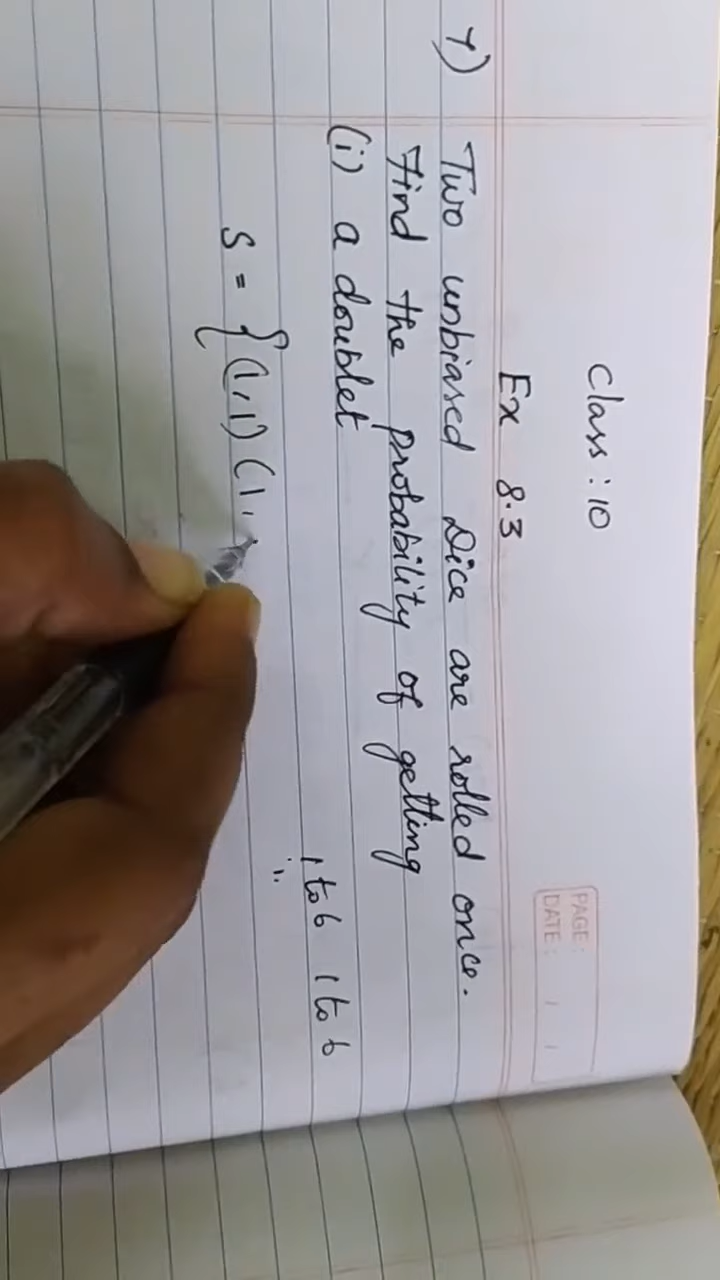 Class : 10
PAGE :
DATE : / /
Ex 8.3
7) Two unbiased Dice are rolled once.
Find the probability of getting
(i) a doublet
1 to 6 1 to 6
S = {(1,1) (1,